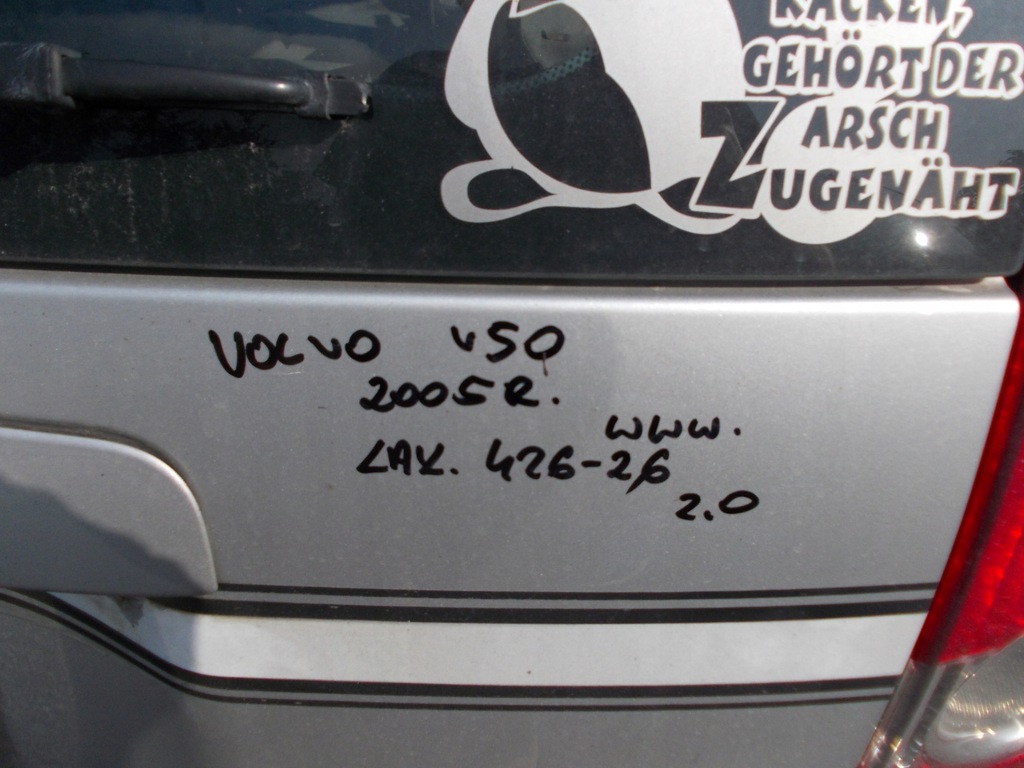 KACKEN,
GEHÖRT DER
ARSCH
ZUGENÄHT
VOLVO V50
2005R.
www.
LAK. 426-26
2.0